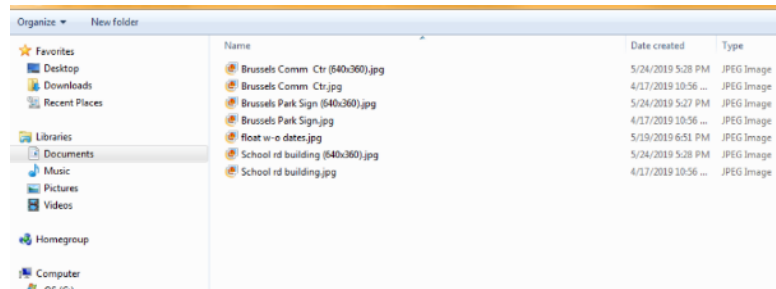 Organize New folder
Favorites
Desktop
Downloads
Recent Places
Libraries
Documents
Music
Pictures
Videos
Homegroup
Computer
Name Date created Type
Brussels Comm Ctr (640x360).jpg 5/24/2019 5:28 PM JPEG Image
Brussels Comm Ctr.jpg 4/17/2019 10:56 ... JPEG Image
Brussels Park Sign (640x360).jpg 5/24/2019 5:27 PM JPEG Image
Brussels Park Sign.jpg 4/17/2019 10:56 ... JPEG Image
float w-o dates.jpg 5/19/2019 6:51 PM JPEG Image
School rd building (640x360).jpg 5/24/2019 5:28 PM JPEG Image
School rd building.jpg 4/17/2019 10:56 ... JPEG Image